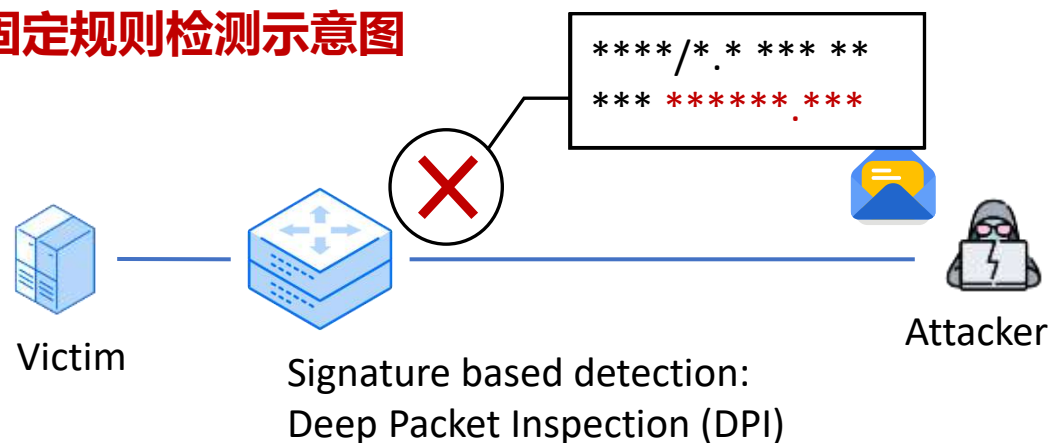 固定规则检测示意图
****/*.* *** **
*** ******.***
Victim
Attacker
Signature based detection:
Deep Packet Inspection (DPI)